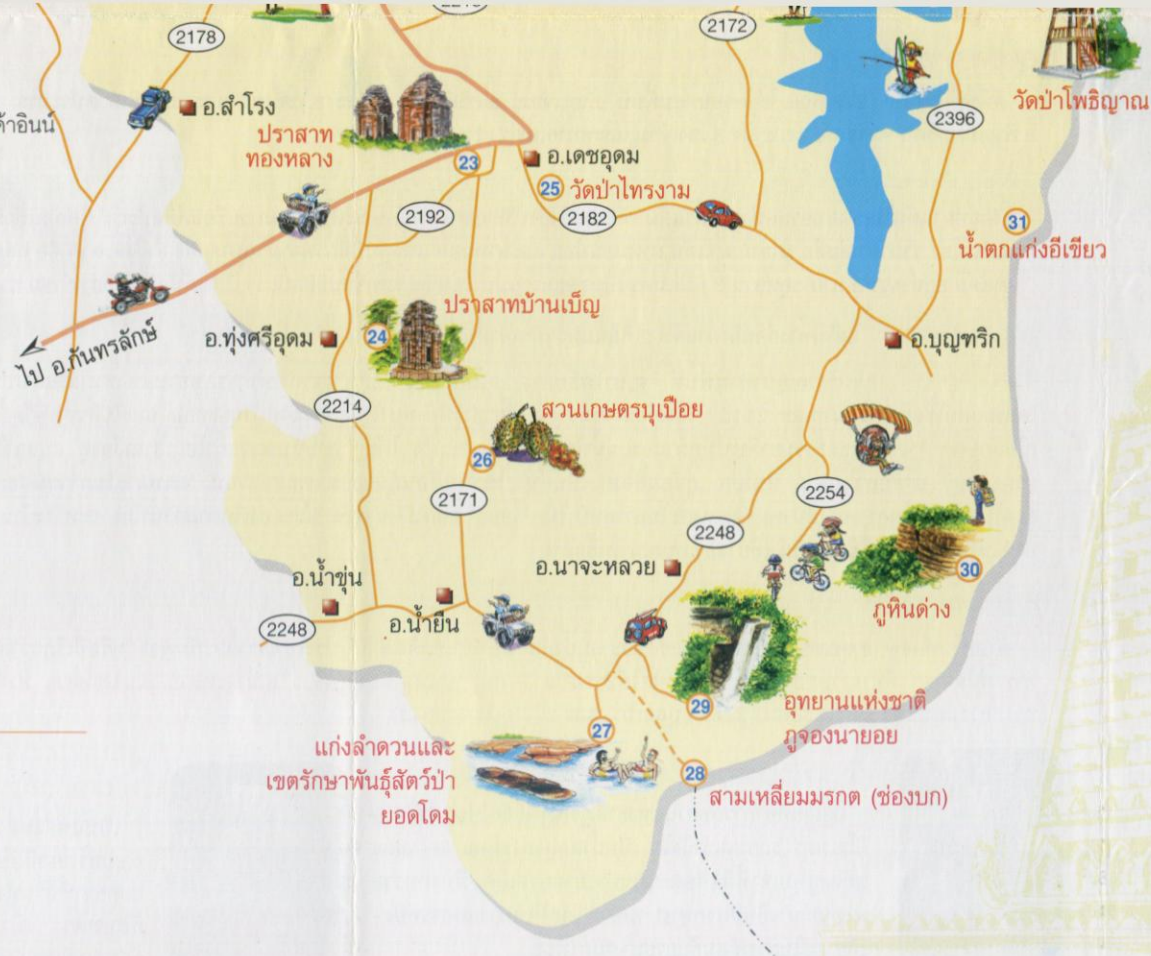 2178
2172
อ.สำโรง
ปราสาท
ทองหลาง
วัดป่าโพธิญาณ
2396
23
อ.เดชอุดม
25 วัดป่าไทรงาม
2192
2182
31
น้ำตกแก่งอีเขียว
ปราสาทบ้านเบ็ญ
อ.ทุ่งศรีอุดม
24
อ.บุณฑริก
ไป อ.กันทรลักษ์
2214
สวนเกษตรบุเปือย
26
2171
2254
2248
อ.นาจะหลวย
30
ภูหินด่าง
อ.น้ำขุ่น
2248
อ.น้ำยืน
29
อุทยานแห่งชาติ
ภูจองนายอย
27
แก่งลำดวนและ
เขตรักษาพันธุ์สัตว์ป่า
ยอดโดม
28
สามเหลี่ยมมรกต (ช่องบก)